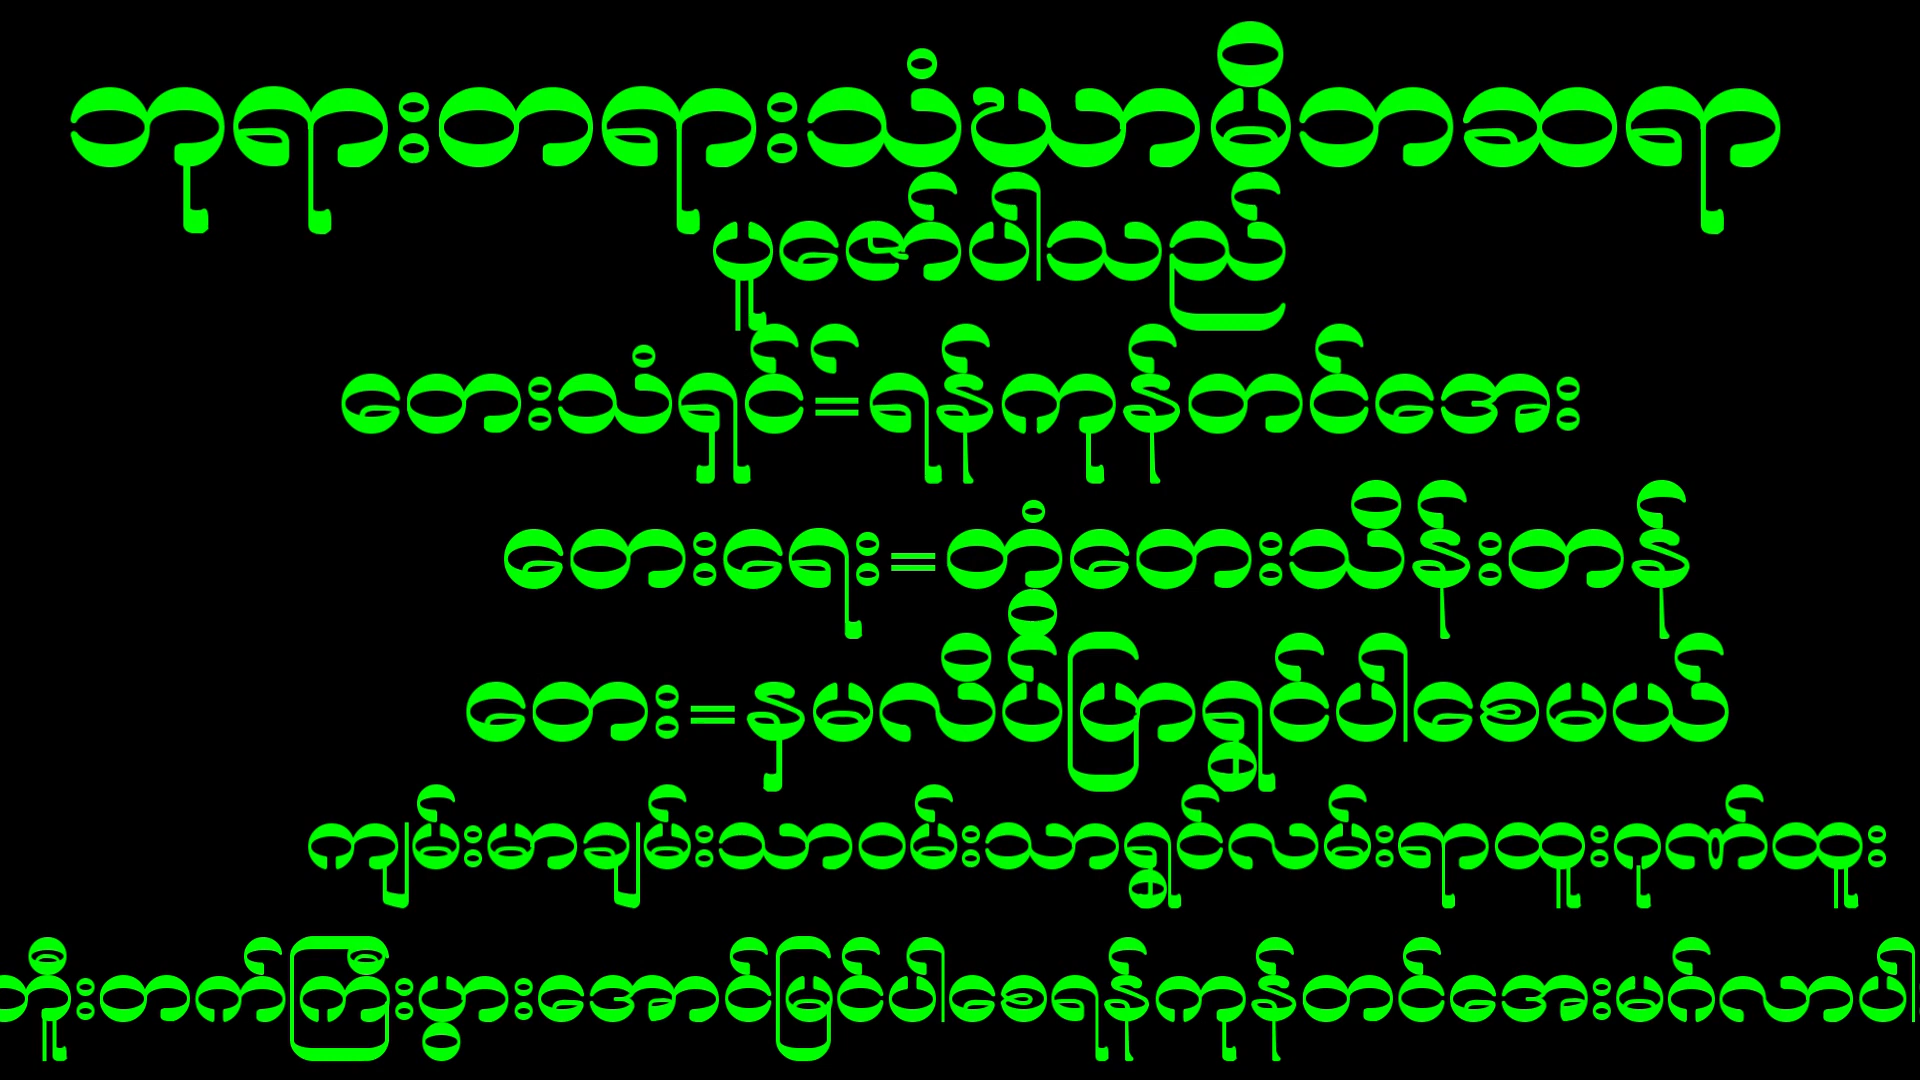 ဘုရားတရားသံဃာမိဘဆရာ
ပူဇော်ပါသည်
တေးသံရှင််=ရန်ကုန်တင်အေး
တေးရေး=တွံတေးသိန်းတန်
တေး=နှမလိပ်ပြာရွှင်ပါစေမယ်
ကျမ်းမာချမ်းသာဝမ်းသာရွှင်လမ်းရာထူးဂုဏ်ထူး
တီူးတက်ကြီးပွားအောင်မြင်ပါစေရန်ကုန်တင်အေးမဂ်လာပါ